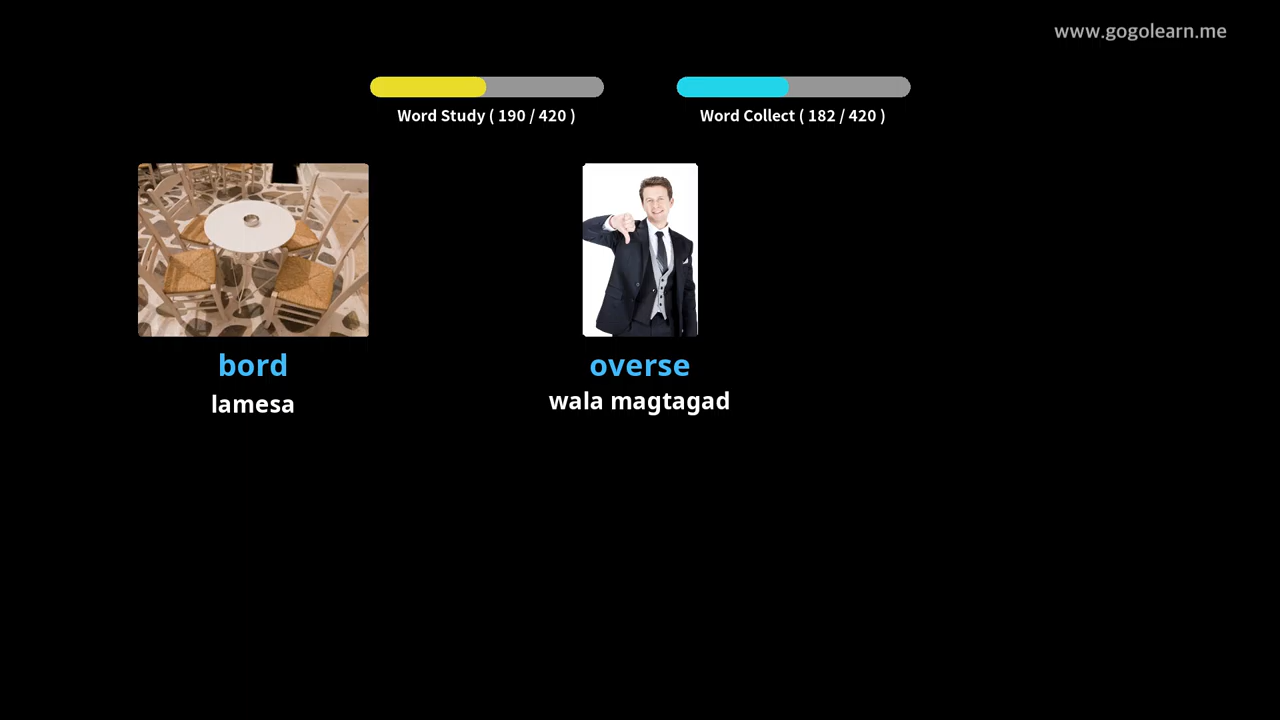 www.gogolearn.me
Word Study ( 190 / 420 )
Word Collect ( 182 / 420 )
bord
lamesa
overse
wala magtagad